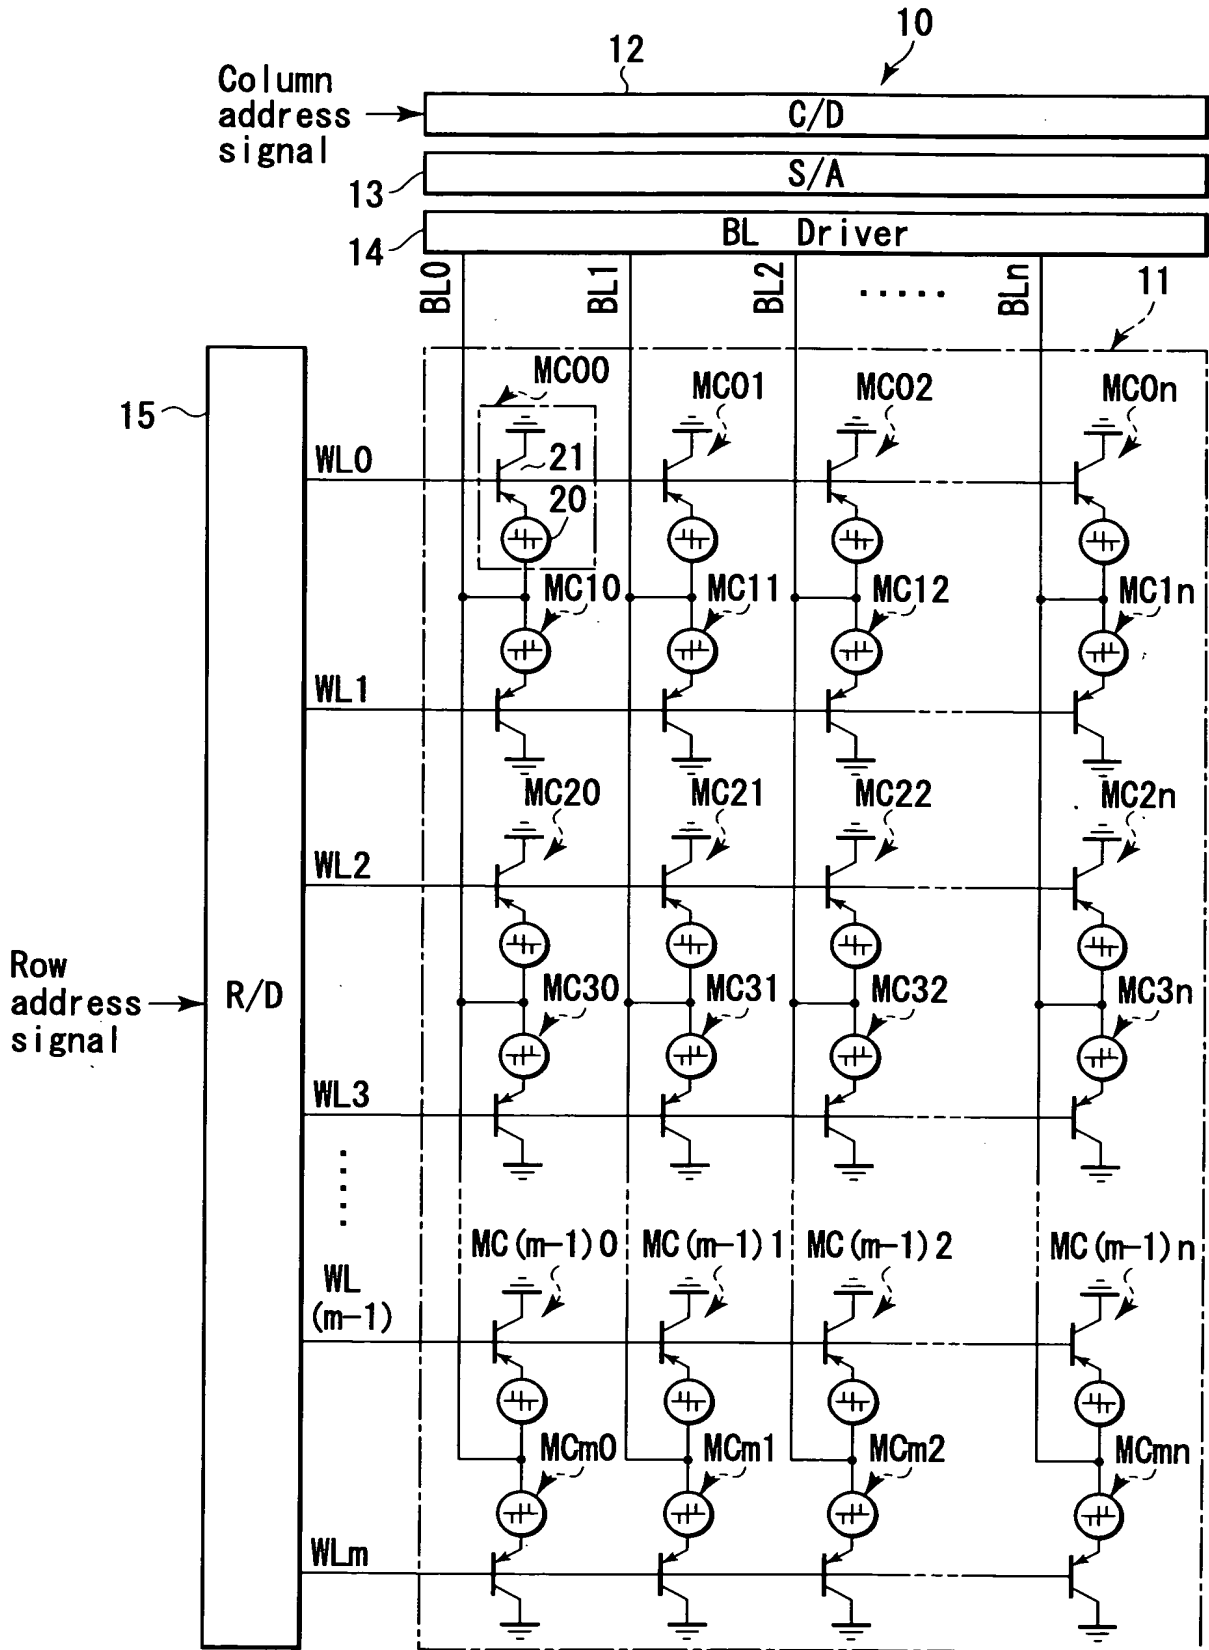 10
12
Column
address
signal
C/D
13
S/A
14
BL Driver
BL0
BL1
BL2
.....
BLn
11
15
MC00
MC01
MC02
MC0n
WL0
21
20
MC10
MC11
MC12
MC1n
WL1
MC20
MC21
MC22
MC2n
WL2
Row
address
signal
R/D
MC30
MC31
MC32
MC3n
WL3
.....
MC(m-1)0
MC(m-1)1
MC(m-1)2
MC(m-1)n
WL
(m-1)
MCm0
MCm1
MCm2
MCmn
WLm